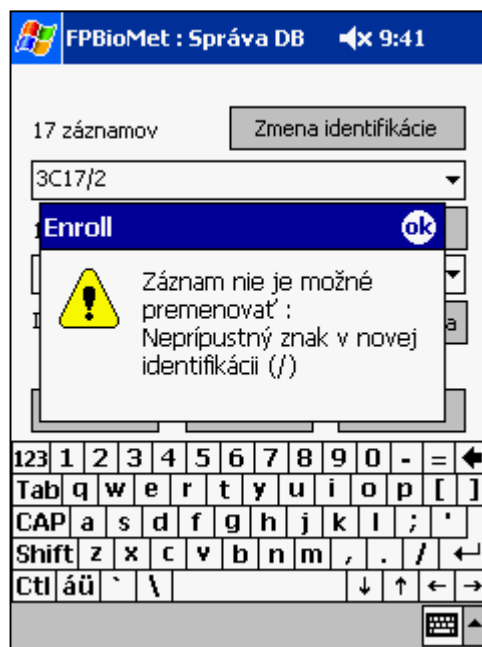 FPBioMet : Správa DB 9:41
17 záznamov Zmena identifikácie
3C17/2
Enroll ok
Záznam nie je možné
premenovať :
Neprípustný znak v novej
identifikácii (/)
123 1 2 3 4 5 6 7 8 9 0 - =
Tab q w e r t y u i o p [ ]
CAP a s d f g h j k l ; '
Shift z x c v b n m , . /
Ctl áü ` \ ↓ ↑ ← →